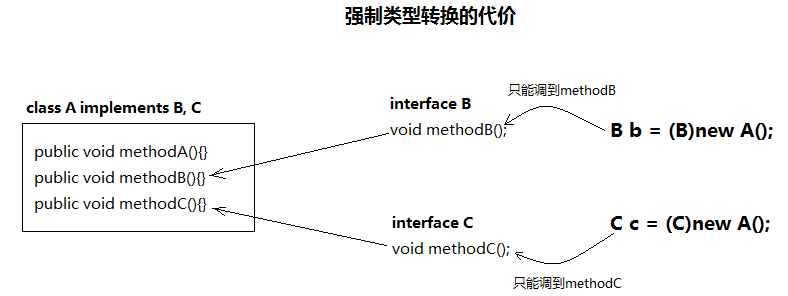 强制类型转换的代价
class A implements B, C
public void methodA(){}
public void methodB(){}
public void methodC(){}
interface B
void methodB();
只能调到methodB
B b = (B)new A();
interface C
void methodC();
C c = (C)new A();
只能调到methodC